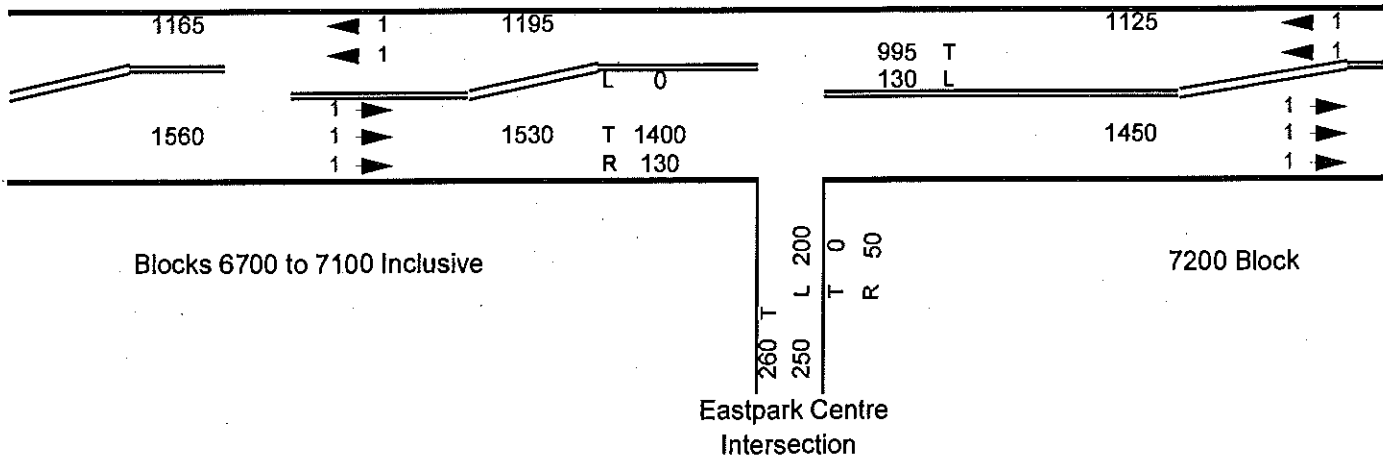 1165 1 1195 1125 1
1 995 T 1
L 0 130 L
1
1560 1 1530 T 1400 1450 1
1 R 130 1
1
Blocks 6700 to 7100 Inclusive
7200 Block
L 200
T 0
R 50
260 T
250
Eastpark Centre
Intersection